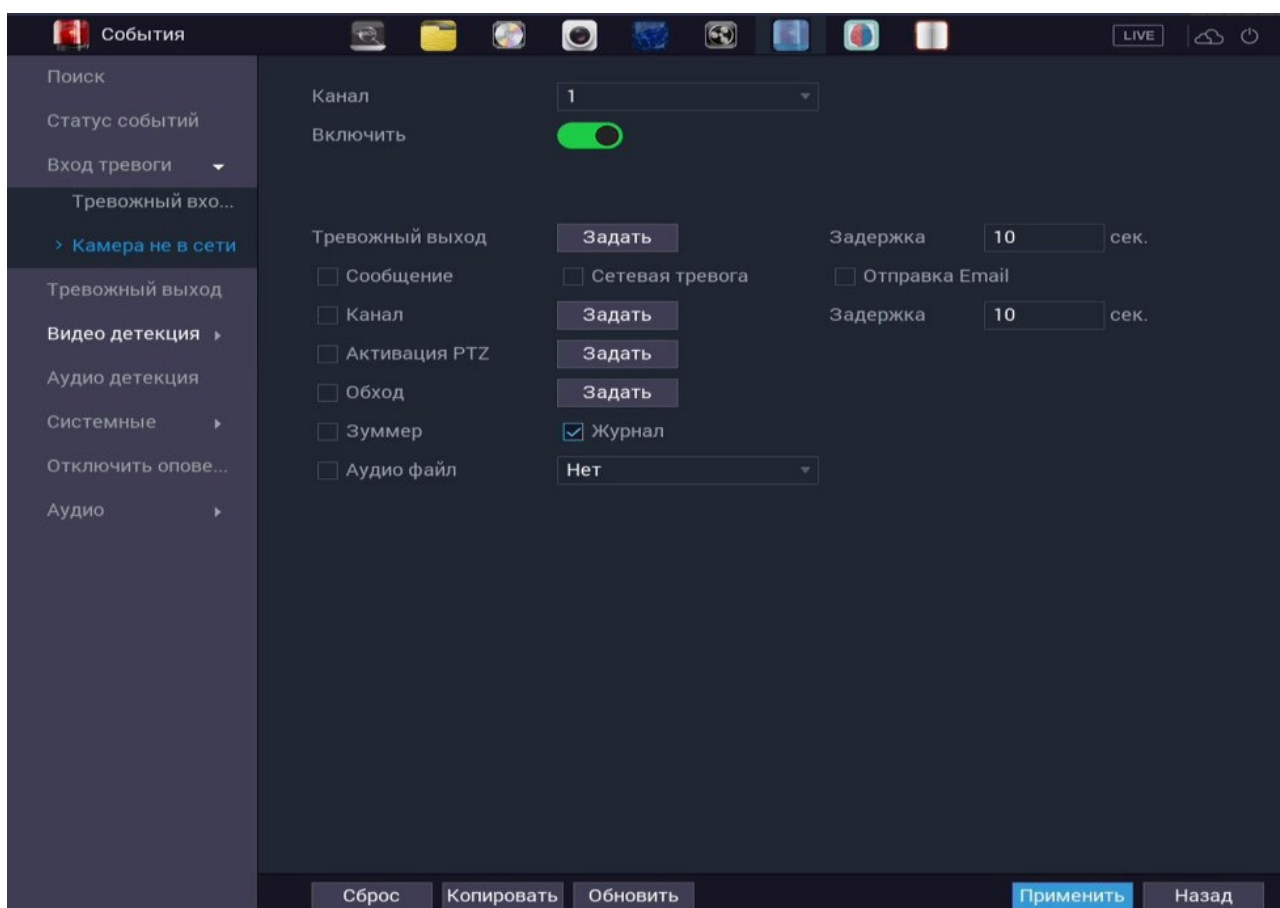 События
LIVE
Поиск
Статус событий
Вход тревоги
Тревожный вхо...
> Камера не в сети
Тревожный выход
Видео детекция
Аудио детекция
Системные
Отключить опове...
Аудио
Канал 1
Включить
Тревожный выход Задать Задержка 10 сек.
Сообщение Сетевая тревога Отправка Email
Канал Задать Задержка 10 сек.
Активация PTZ Задать
Обход Задать
Зуммер Журнал
Аудио файл Нет
Сброс Копировать Обновить Применить Назад